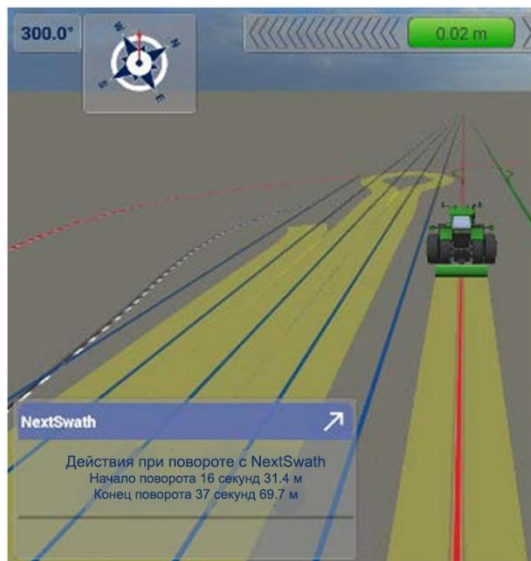 300.0°
W
N
S
E
0.02 m
NextSwath
Действия при повороте с NextSwath
Начало поворота 16 секунд 31.4 м
Конец поворота 37 секунд 69.7 м